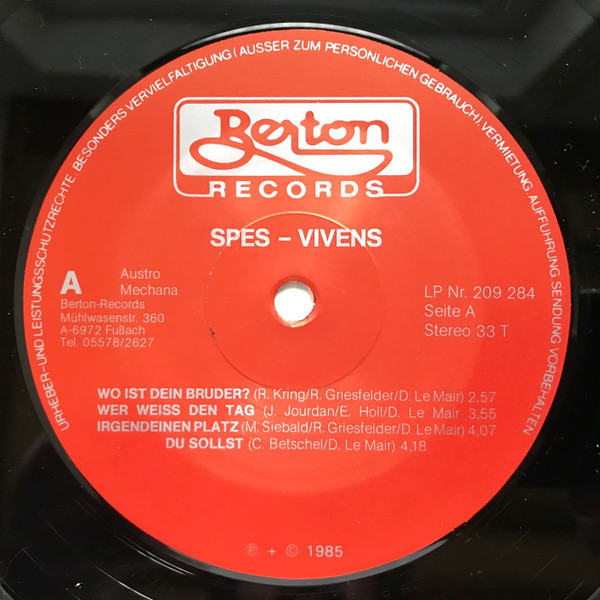 URHEBER-UND LEISTUNGSSCHUTZRECHTE, BESONDERS VERVIELFÄLTIGUNG (AUSSER ZUM PERSÖNLICHEN GEBRAUCH), VERMIETUNG, AUFFÜHRUNG, SENDUNG VORBEHALTEN
Berton
RECORDS
SPES – VIVENS
A
Austro
Mechana
Berton-Records
Mühlwasenstr. 360
A-6972 Fußach
Tel. 05578/2627
LP Nr. 209 284
Seite A
Stereo 33 T
WO IST DEIN BRUDER? (R. Kring/R. Griesfelder/D. Le Mair) 2.57
WER WEISS DEN TAG (J. Jourdan/E. Holl/D. Le Mair 3,55
IRGENDEINEN PLATZ (M. Siebald/R. Griesfelder/D. Le Mair) 4,07
DU SOLLST (C. Betschel/D. Le Mair) 4,18
Ⓟ + © 1985